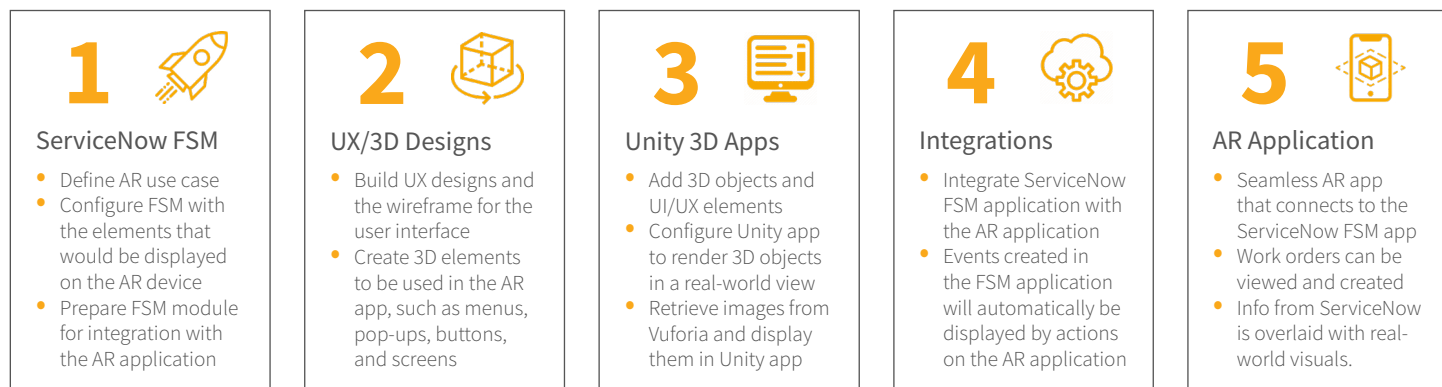 1
ServiceNow FSM
• Define AR use case
• Configure FSM with
the elements that
would be displayed
on the AR device
• Prepare FSM module
for integration with
the AR application
2
UX/3D Designs
• Build UX designs and
the wireframe for the
user interface
• Create 3D elements
to be used in the AR
app, such as menus,
pop-ups, buttons,
and screens
3
Unity 3D Apps
• Add 3D objects and
UI/UX elements
• Configure Unity app
to render 3D objects
in a real-world view
• Retrieve images from
Vuforia and display
them in Unity app
4
Integrations
• Integrate ServiceNow
FSM application with
the AR application
• Events created in
the FSM application
will automatically be
displayed by actions
on the AR application
5
AR Application
• Seamless AR app
that connects to the
ServiceNow FSM app
• Work orders can be
viewed and created
• Info from ServiceNow
is overlaid with real-
world visuals.